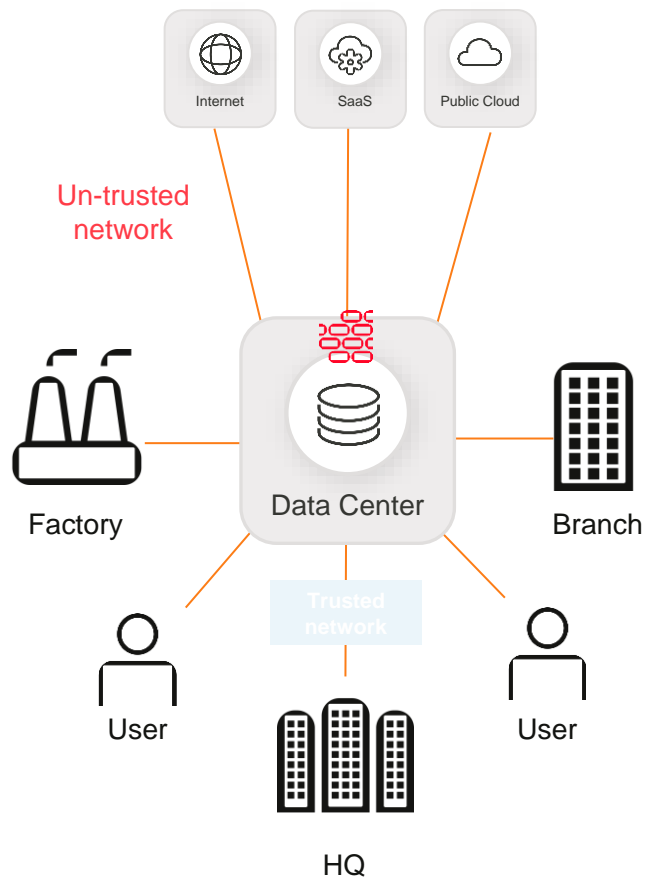 Internet
SaaS
Public Cloud
Un-trusted
network
Data Center
Factory
Branch
Trusted
network
User
User
HQ